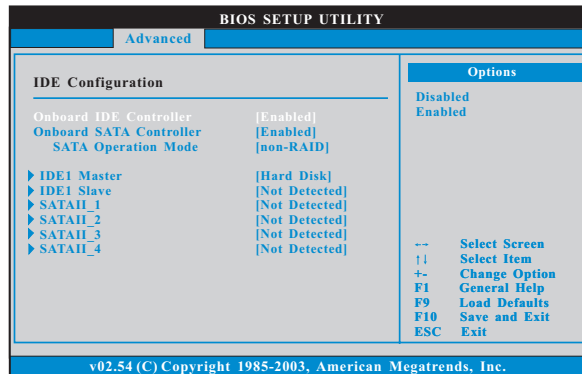 BIOS SETUP UTILITY
Advanced
IDE Configuration
Onboard IDE Controller [Enabled]
Onboard SATA Controller [Enabled]
SATA Operation Mode [non-RAID]
IDE1 Master [Hard Disk]
IDE1 Slave [Not Detected]
SATAII_1 [Not Detected]
SATAII_2 [Not Detected]
SATAII_3 [Not Detected]
SATAII_4 [Not Detected]
Options
Disabled
Enabled
←→ Select Screen
↑↓ Select Item
+- Change Option
F1 General Help
F9 Load Defaults
F10 Save and Exit
ESC Exit
v02.54 (C) Copyright 1985-2003, American Megatrends, Inc.